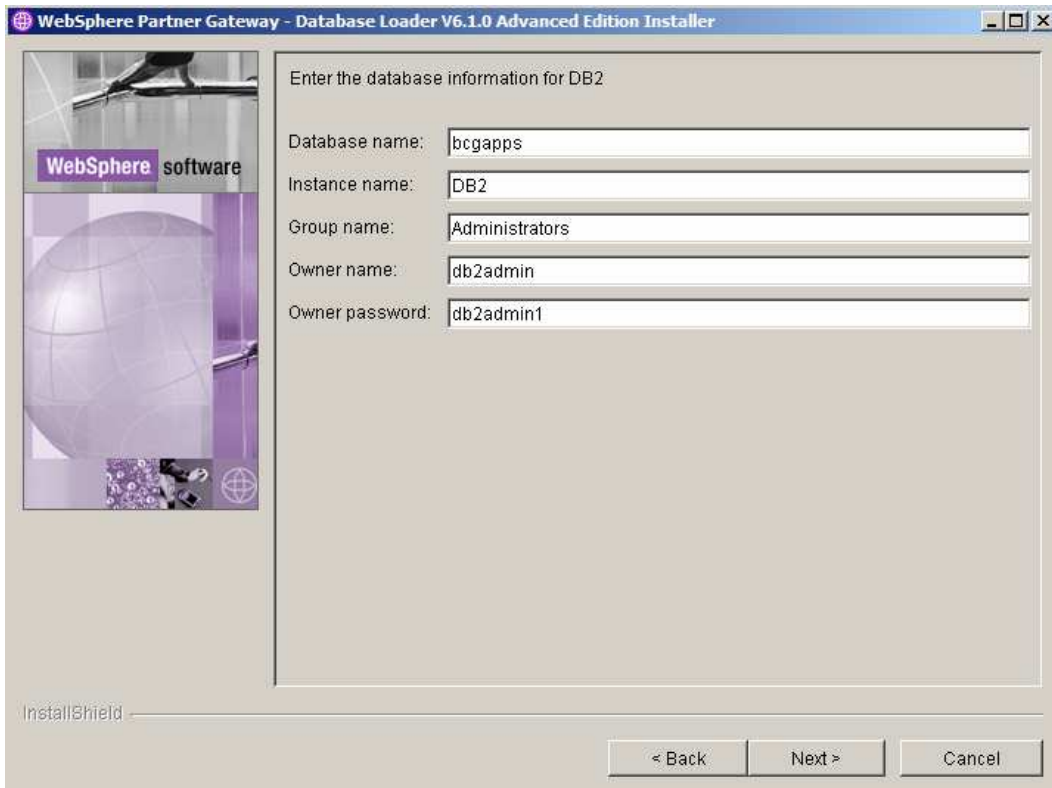 WebSphere Partner Gateway - Database Loader V6.1.0 Advanced Edition Installer
WebSphere software
Enter the database information for DB2
Database name: bcgapps
Instance name: DB2
Group name: Administrators
Owner name: db2admin
Owner password: db2admin1
InstallShield
< Back Next > Cancel